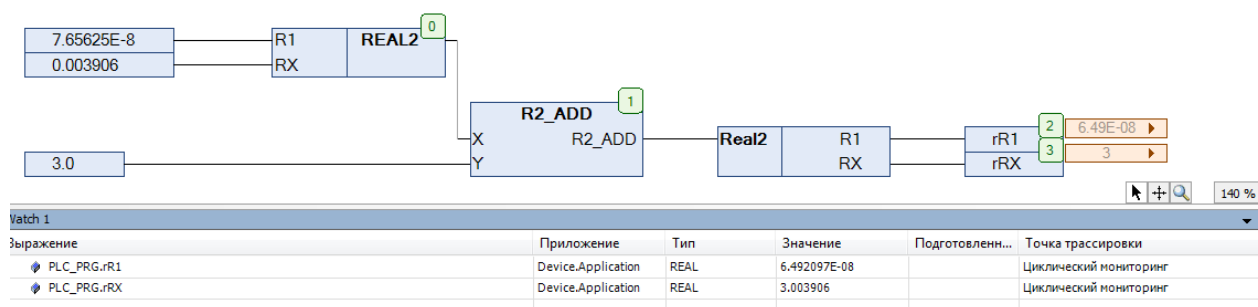 0
7.65625E-8 R1 REAL2
0.003906 RX
1
R2_ADD
X R2_ADD Real2 R1 rR1 2 6.49E-08
3.0 Y RX rRX 3 3
140 %
Watch 1
Выражение Приложение Тип Значение Подготовленн... Точка трассировки
PLC_PRG.rR1 Device.Application REAL 6.492097E-08 Циклический мониторинг
PLC_PRG.rRX Device.Application REAL 3.003906 Циклический мониторинг